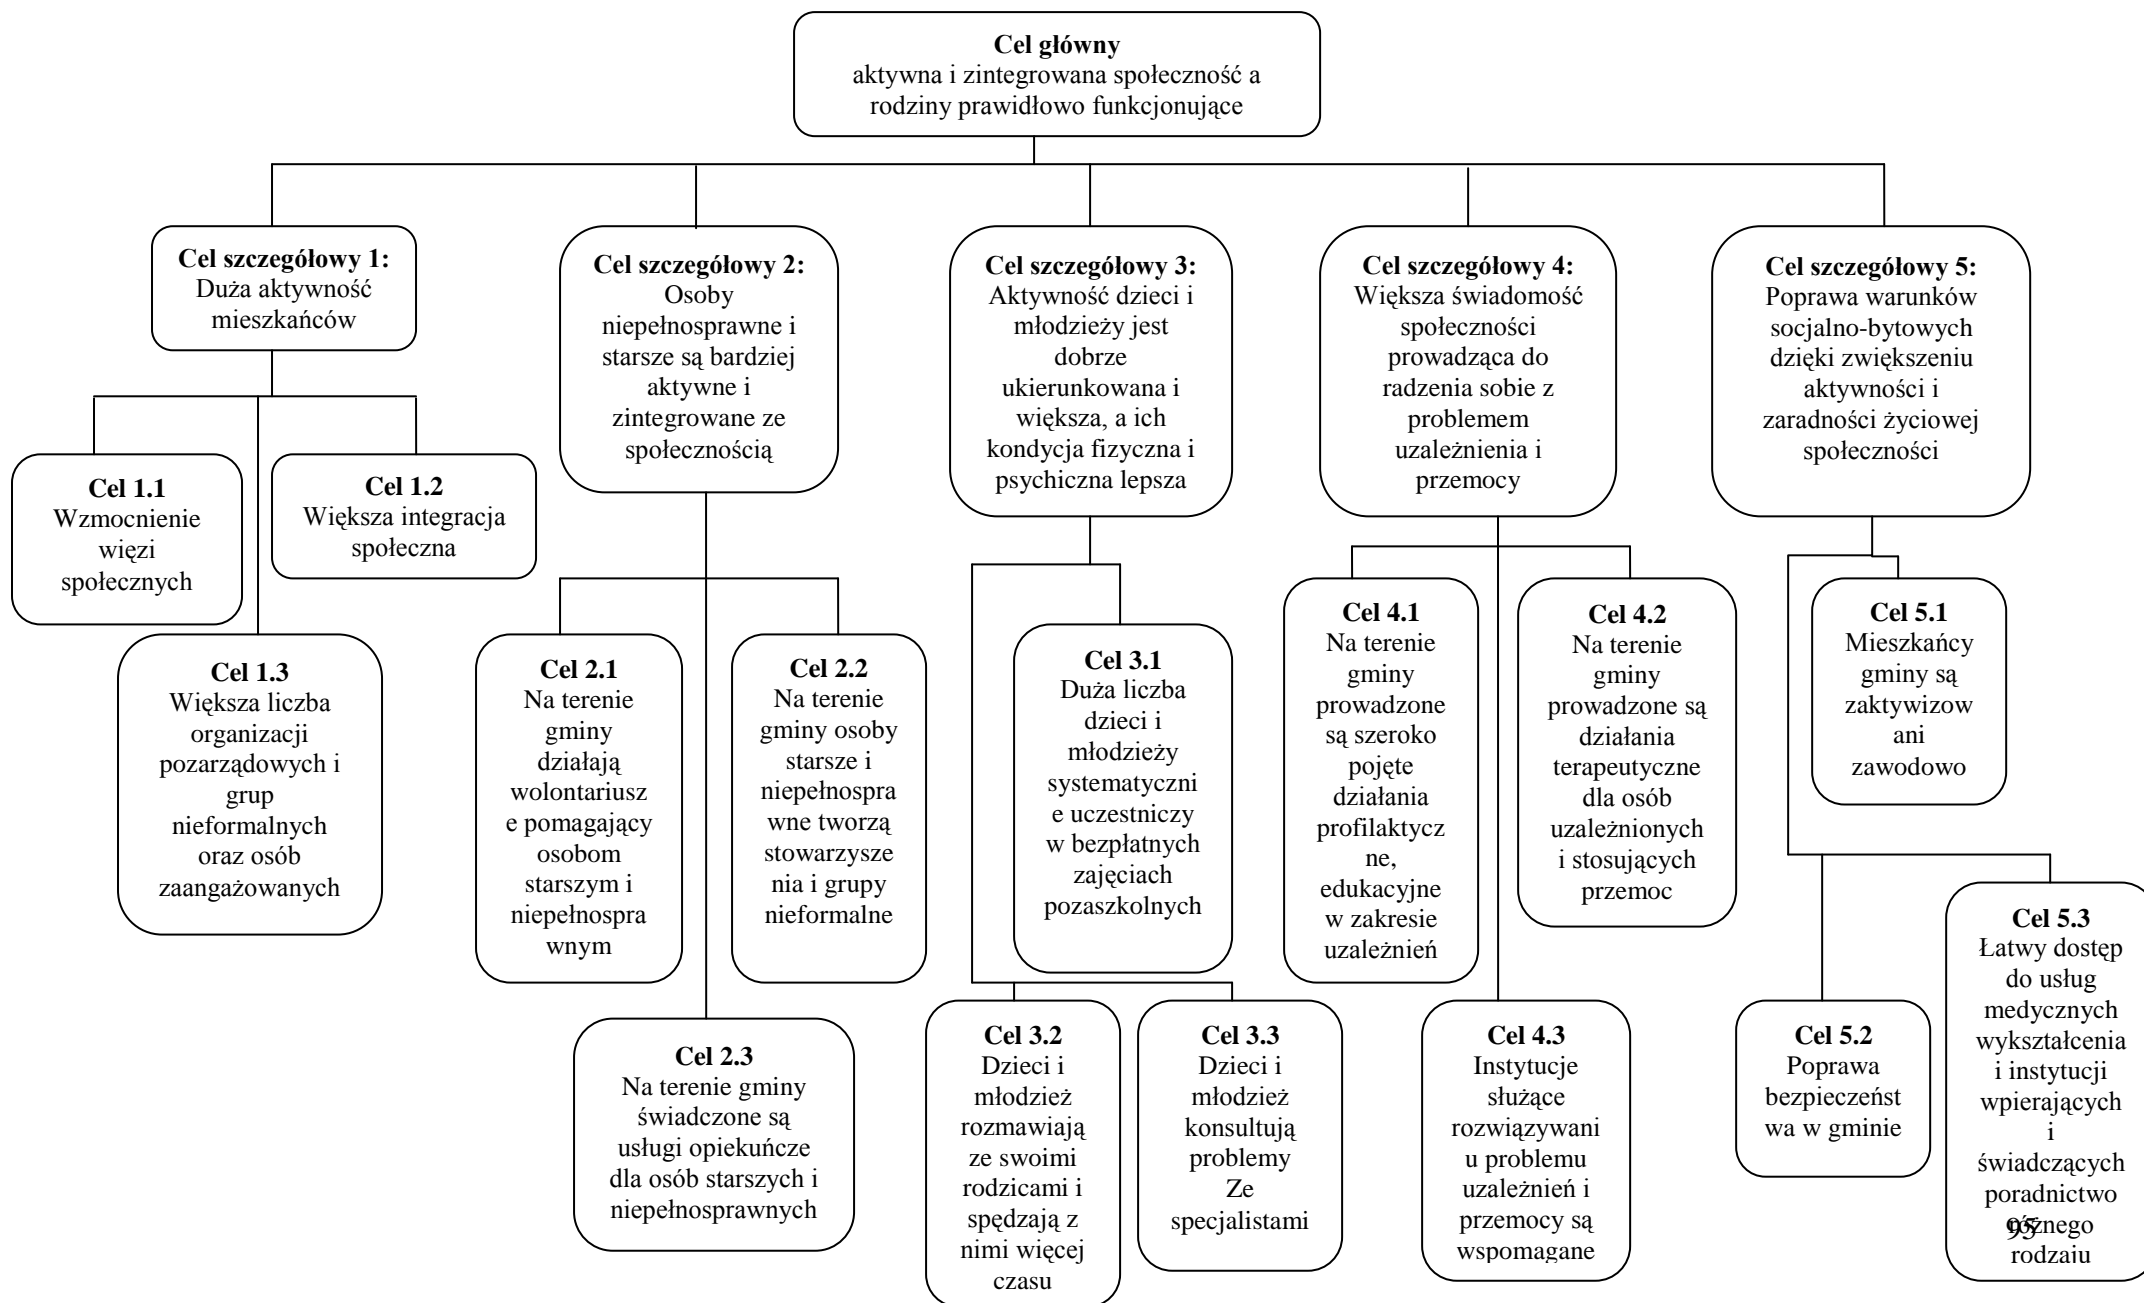 Cel główny
aktywna i zintegrowana społeczność a
rodziny prawidłowo funkcjonujące
Cel szczegółowy 1:
Duża aktywność
mieszkańców
Cel szczegółowy 2:
Osoby
niepełnosprawne i
starsze są bardziej
aktywne i
zintegrowane ze
społecznością
Cel szczegółowy 3:
Aktywność dzieci i
młodzieży jest
dobrze
ukierunkowana i
większa, a ich
kondycja fizyczna i
psychiczna lepsza
Cel szczegółowy 4:
Większa świadomość
społeczności
prowadząca do
radzenia sobie z
problemem
uzależnienia i
przemocy
Cel szczegółowy 5:
Poprawa warunków
socjalno-bytowych
dzięki zwiększeniu
aktywności i
zaradności życiowej
społeczności
Cel 1.1
Wzmocnienie
więzi
społecznych
Cel 1.2
Większa integracja
społeczna
Cel 1.3
Większa liczba
organizacji
pozarządowych i
grup
nieformalnych
oraz osób
zaangażowanych
Cel 2.1
Na terenie
gminy
działają
wolontariusz
e pomagający
osobom
starszym i
niepełnospra
wnym
Cel 2.2
Na terenie
gminy osoby
starsze i
niepełnospra
wne tworzą
stowarzysze
nia i grupy
nieformalne
Cel 2.3
Na terenie gminy
świadczone są
usługi opiekuńcze
dla osób starszych i
niepełnosprawnych
Cel 3.1
Duża liczba
dzieci i
młodzieży
systematyczni
e uczestniczy
w bezpłatnych
zajęciach
pozaszkolnych
Cel 3.2
Dzieci i
młodzież
rozmawiają
ze swoimi
rodzicami i
spędzają z
nimi więcej
czasu
Cel 3.3
Dzieci i
młodzież
konsultują
problemy
Ze
specjalistami
Cel 4.1
Na terenie
gminy
prowadzone
są szeroko
pojęte
działania
profilaktycz
ne,
edukacyjne
w zakresie
uzależnień
Cel 4.2
Na terenie
gminy
prowadzone są
działania
terapeutyczne
dla osób
uzależnionych
i stosujących
przemoc
Cel 4.3
Instytucje
służące
rozwiązywani
u problemu
uzależnień i
przemocy są
wspomagane
Cel 5.1
Mieszkańcy
gminy są
zaktywizow
ani
zawodowo
Cel 5.2
Poprawa
bezpieczeńst
wa w gminie
Cel 5.3
Łatwy dostęp
do usług
medycznych
wykształcenia
i instytucji
wpierających
i
świadczących
poradnictwo
różnego
rodzaju
95